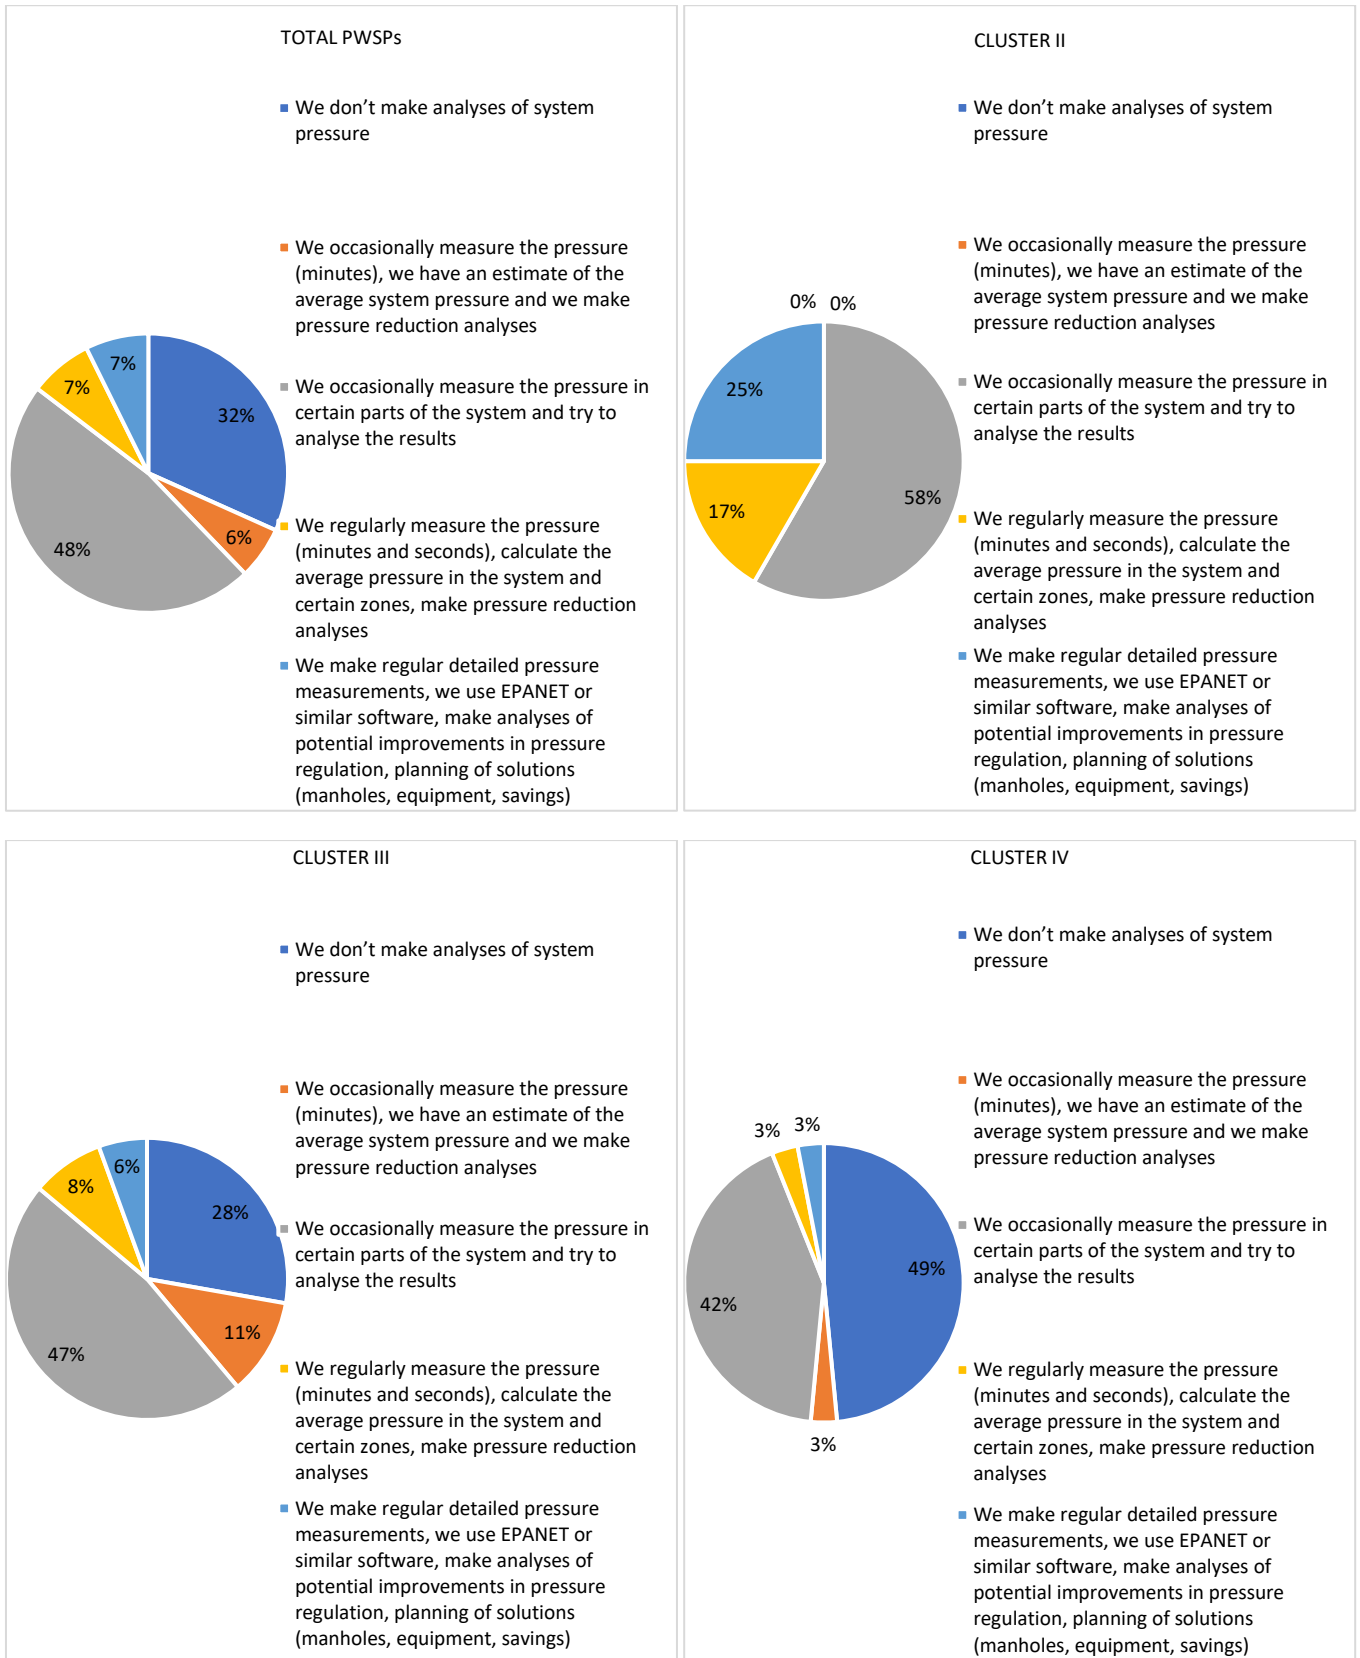 TOTAL PWSPs
We don’t make analyses of system
pressure
We occasionally measure the pressure
(minutes), we have an estimate of the
average system pressure and we make
pressure reduction analyses
We occasionally measure the pressure in
certain parts of the system and try to
analyse the results
We regularly measure the pressure
(minutes and seconds), calculate the
average pressure in the system and
certain zones, make pressure reduction
analyses
We make regular detailed pressure
measurements, we use EPANET or
similar software, make analyses of
potential improvements in pressure
regulation, planning of solutions
(manholes, equipment, savings)
7%
7%
32%
6%
48%
CLUSTER II
We don’t make analyses of system
pressure
We occasionally measure the pressure
(minutes), we have an estimate of the
average system pressure and we make
pressure reduction analyses
We occasionally measure the pressure in
certain parts of the system and try to
analyse the results
We regularly measure the pressure
(minutes and seconds), calculate the
average pressure in the system and
certain zones, make pressure reduction
analyses
We make regular detailed pressure
measurements, we use EPANET or
similar software, make analyses of
potential improvements in pressure
regulation, planning of solutions
(manholes, equipment, savings)
0% 0%
25%
58%
17%
CLUSTER III
We don’t make analyses of system
pressure
We occasionally measure the pressure
(minutes), we have an estimate of the
average system pressure and we make
pressure reduction analyses
We occasionally measure the pressure in
certain parts of the system and try to
analyse the results
We regularly measure the pressure
(minutes and seconds), calculate the
average pressure in the system and
certain zones, make pressure reduction
analyses
We make regular detailed pressure
measurements, we use EPANET or
similar software, make analyses of
potential improvements in pressure
regulation, planning of solutions
(manholes, equipment, savings)
6%
8%
28%
11%
47%
CLUSTER IV
We don’t make analyses of system
pressure
We occasionally measure the pressure
(minutes), we have an estimate of the
average system pressure and we make
pressure reduction analyses
We occasionally measure the pressure in
certain parts of the system and try to
analyse the results
We regularly measure the pressure
(minutes and seconds), calculate the
average pressure in the system and
certain zones, make pressure reduction
analyses
We make regular detailed pressure
measurements, we use EPANET or
similar software, make analyses of
potential improvements in pressure
regulation, planning of solutions
(manholes, equipment, savings)
3% 3%
49%
42%
3%